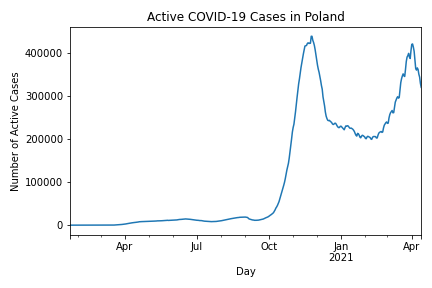 Active COVID-19 Cases in Poland
Number of Active Cases
400000
300000
200000
100000
0
Apr
Jul
Oct
Jan
2021
Apr
Day